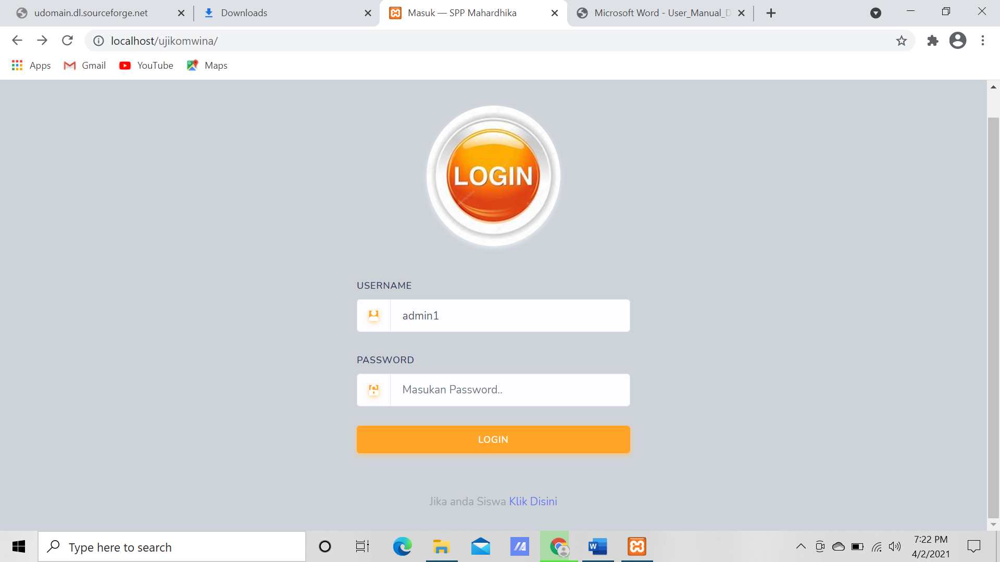 udomain.dl.sourceforge.net
Downloads
Masuk — SPP Mahardhika
Microsoft Word - User_Manual_D
localhost/ujikomwina/
Apps
Gmail
YouTube
Maps
LOGIN
USERNAME
admin1
PASSWORD
Masukan Password..
LOGIN
Jika anda Siswa Klik Disini
Type here to search
7:22 PM
4/2/2021